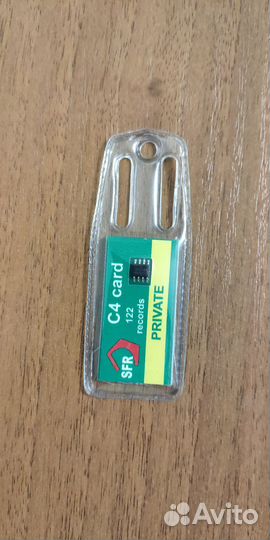 C4 card
122
records
PRIVATE
SFR
Avito